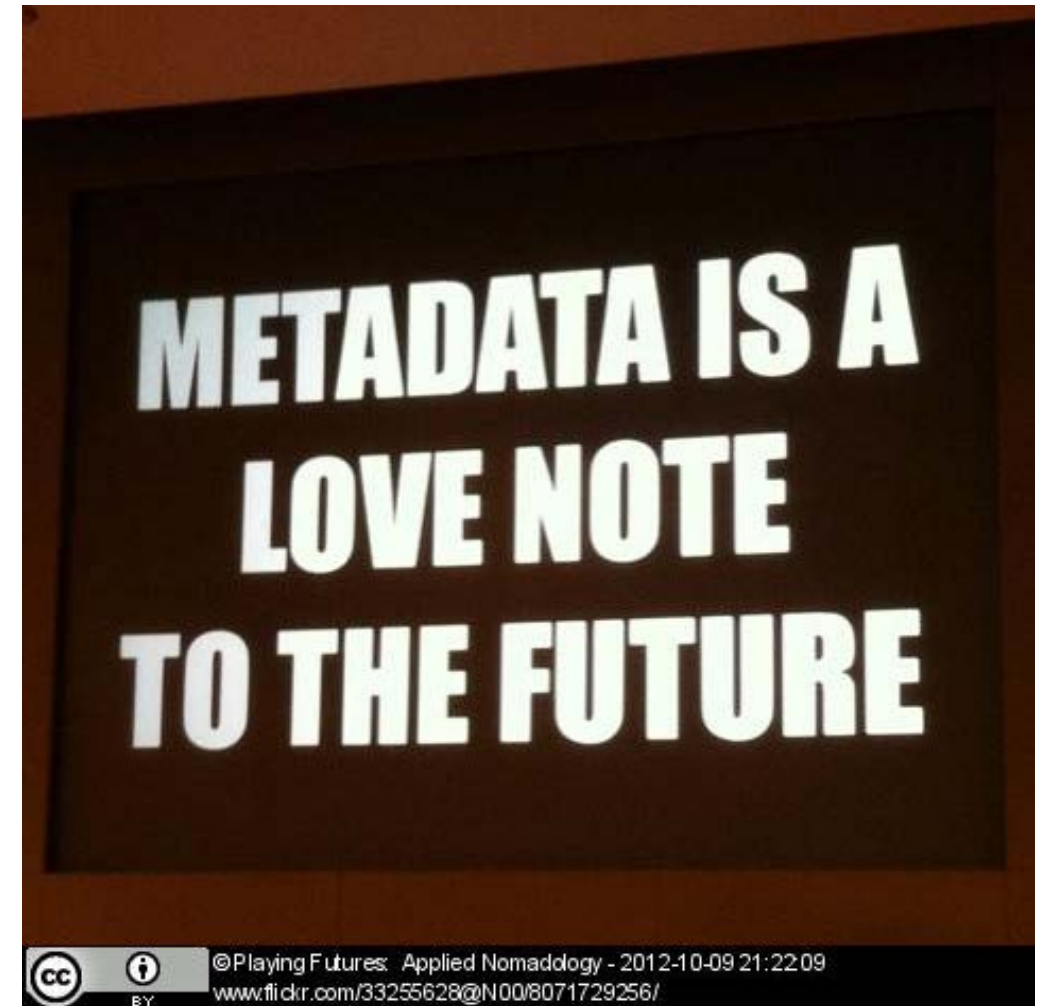 METADATA IS A
LOVE NOTE
TO THE FUTURE
cc
BY
©Playing Futures: Applied Nomadology - 2012-10-09 21:22:09
www.flickr.com/33255628@N00/8071729256/